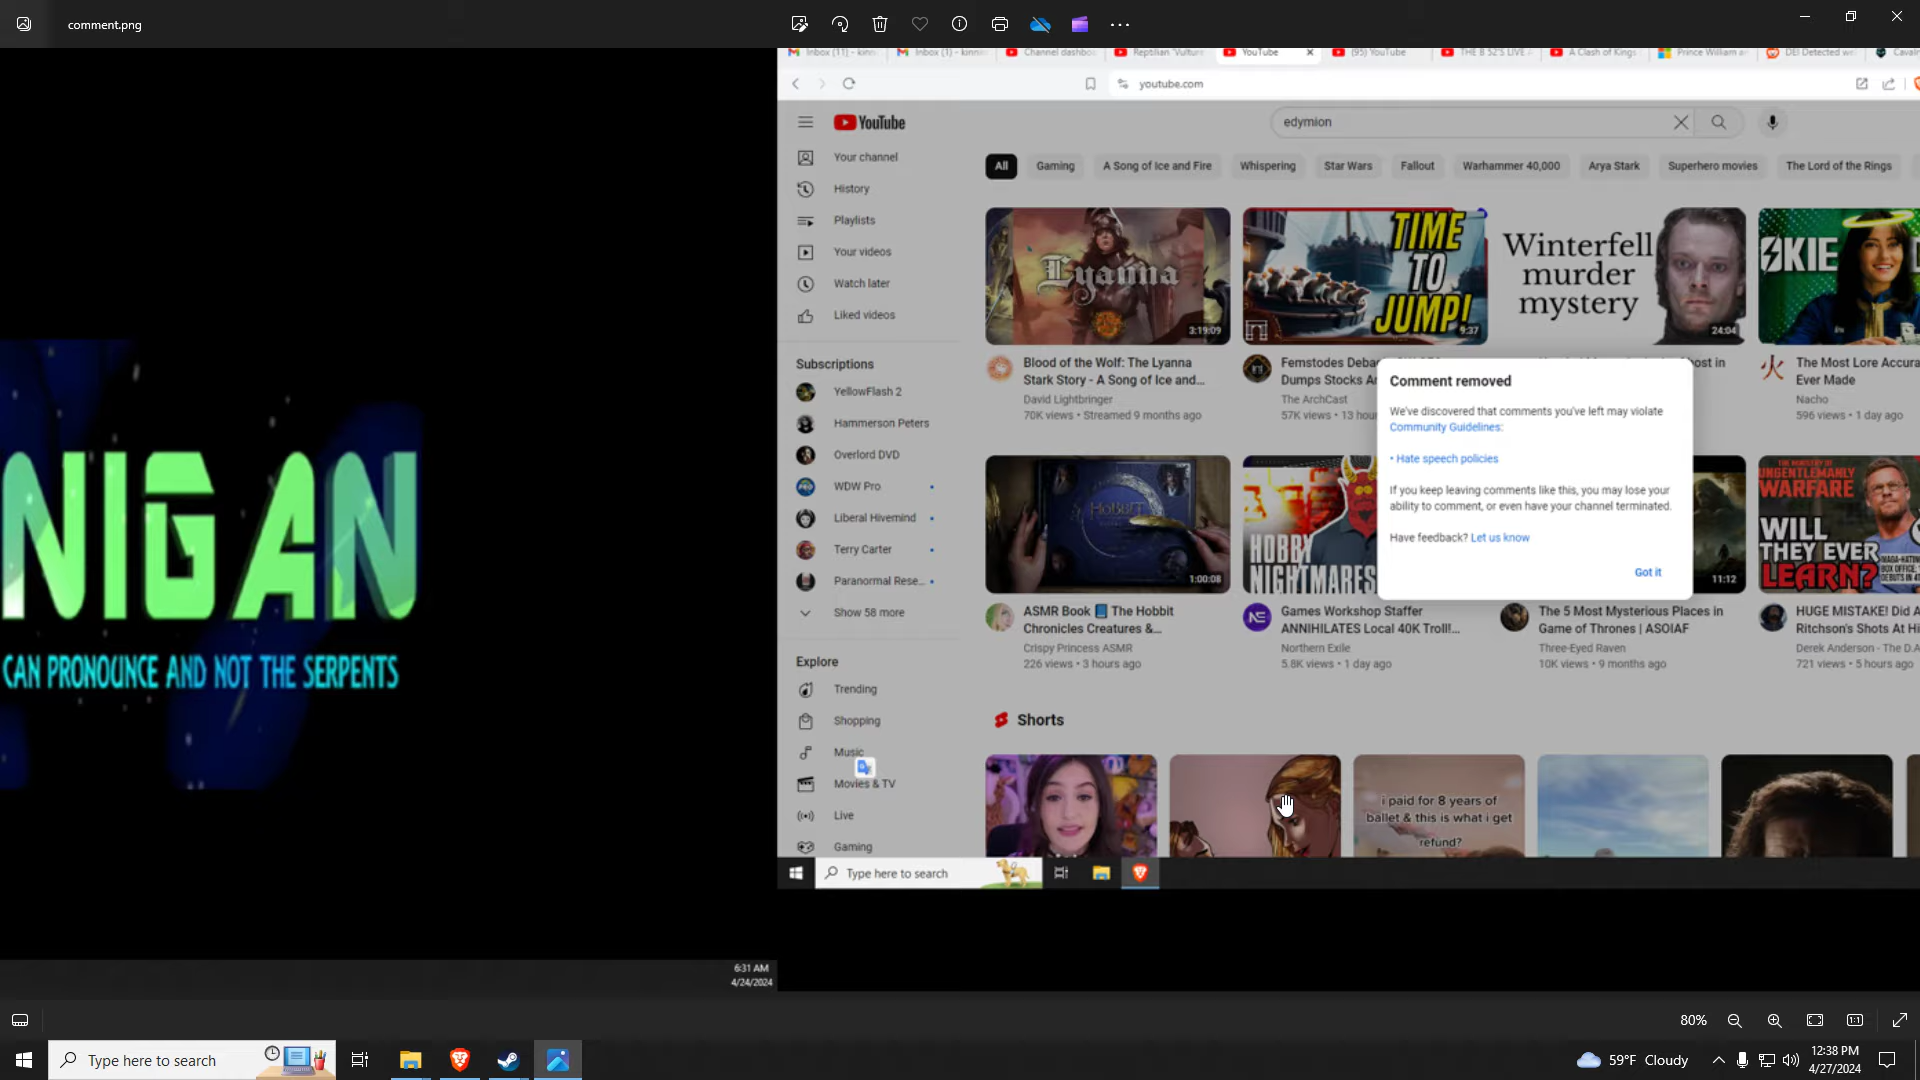 comment.png
Inbox (11) - kinn
Inbox (1) - kinn
Channel dashbo
Reptilian "Vultur
YouTube
(95) YouTube
THE B 52'S LIVE
A Clash of Kings
Prince William a
DEI Detected w
Cavalr
youtube.com
YouTube
edymion
Your channel
History
Playlists
Your videos
Watch later
Liked videos
Subscriptions
YellowFlash 2
Hammerson Peters
Overlord DVD
WDW Pro
Liberal Hivemind
Terry Carter
Paranormal Rese...
Show 58 more
Explore
Trending
Shopping
Music
Movies & TV
Live
Gaming
All
Gaming
A Song of Ice and Fire
Whispering
Star Wars
Fallout
Warhammer 40,000
Arya Stark
Superhero movies
The Lord of the Rings
Lyanna
3:19:09
TIME
TO
JUMP!
9:37
Winterfell
murder
mystery
24:04
SKIE
Blood of the Wolf: The Lyanna
Stark Story - A Song of Ice and...
David Lightbringer
70K views • Streamed 9 months ago
Femstodes Deba
Dumps Stocks A
The ArchCast
57K views • 13 hou
ost in
The Most Lore Accura
Ever Made
Nacho
596 views • 1 day ago
Comment removed
We've discovered that comments you've left may violate
Community Guidelines:
• Hate speech policies
If you keep leaving comments like this, you may lose your
ability to comment, or even have your channel terminated.
Have feedback? Let us know
Got it
HOBBIT
1:00:08
HOBBY
NIGHTMARES
11:12
THE MINISTRY OF
UNGENTLEMANLY
WARFARE
WILL
THEY EVER
LEARN?
ASMR Book 📘 The Hobbit
Chronicles Creatures &...
Crispy Princess ASMR
226 views • 3 hours ago
Games Workshop Staffer
ANNIHILATES Local 40K Troll!...
Northern Exile
5.8K views • 1 day ago
The 5 Most Mysterious Places in
Game of Thrones | ASOIAF
Three-Eyed Raven
10K views • 9 months ago
HUGE MISTAKE! Did A
Ritchson's Shots At Hi
Derek Anderson - The D.A
721 views • 5 hours ago
Shorts
i paid for 8 years of
ballet & this is what i get
refund?
Type here to search
NIGAN
CAN PRONOUNCE AND NOT THE SERPENTS
6:31 AM
4/24/2024
80%
Type here to search
59°F Cloudy
12:38 PM
4/27/2024